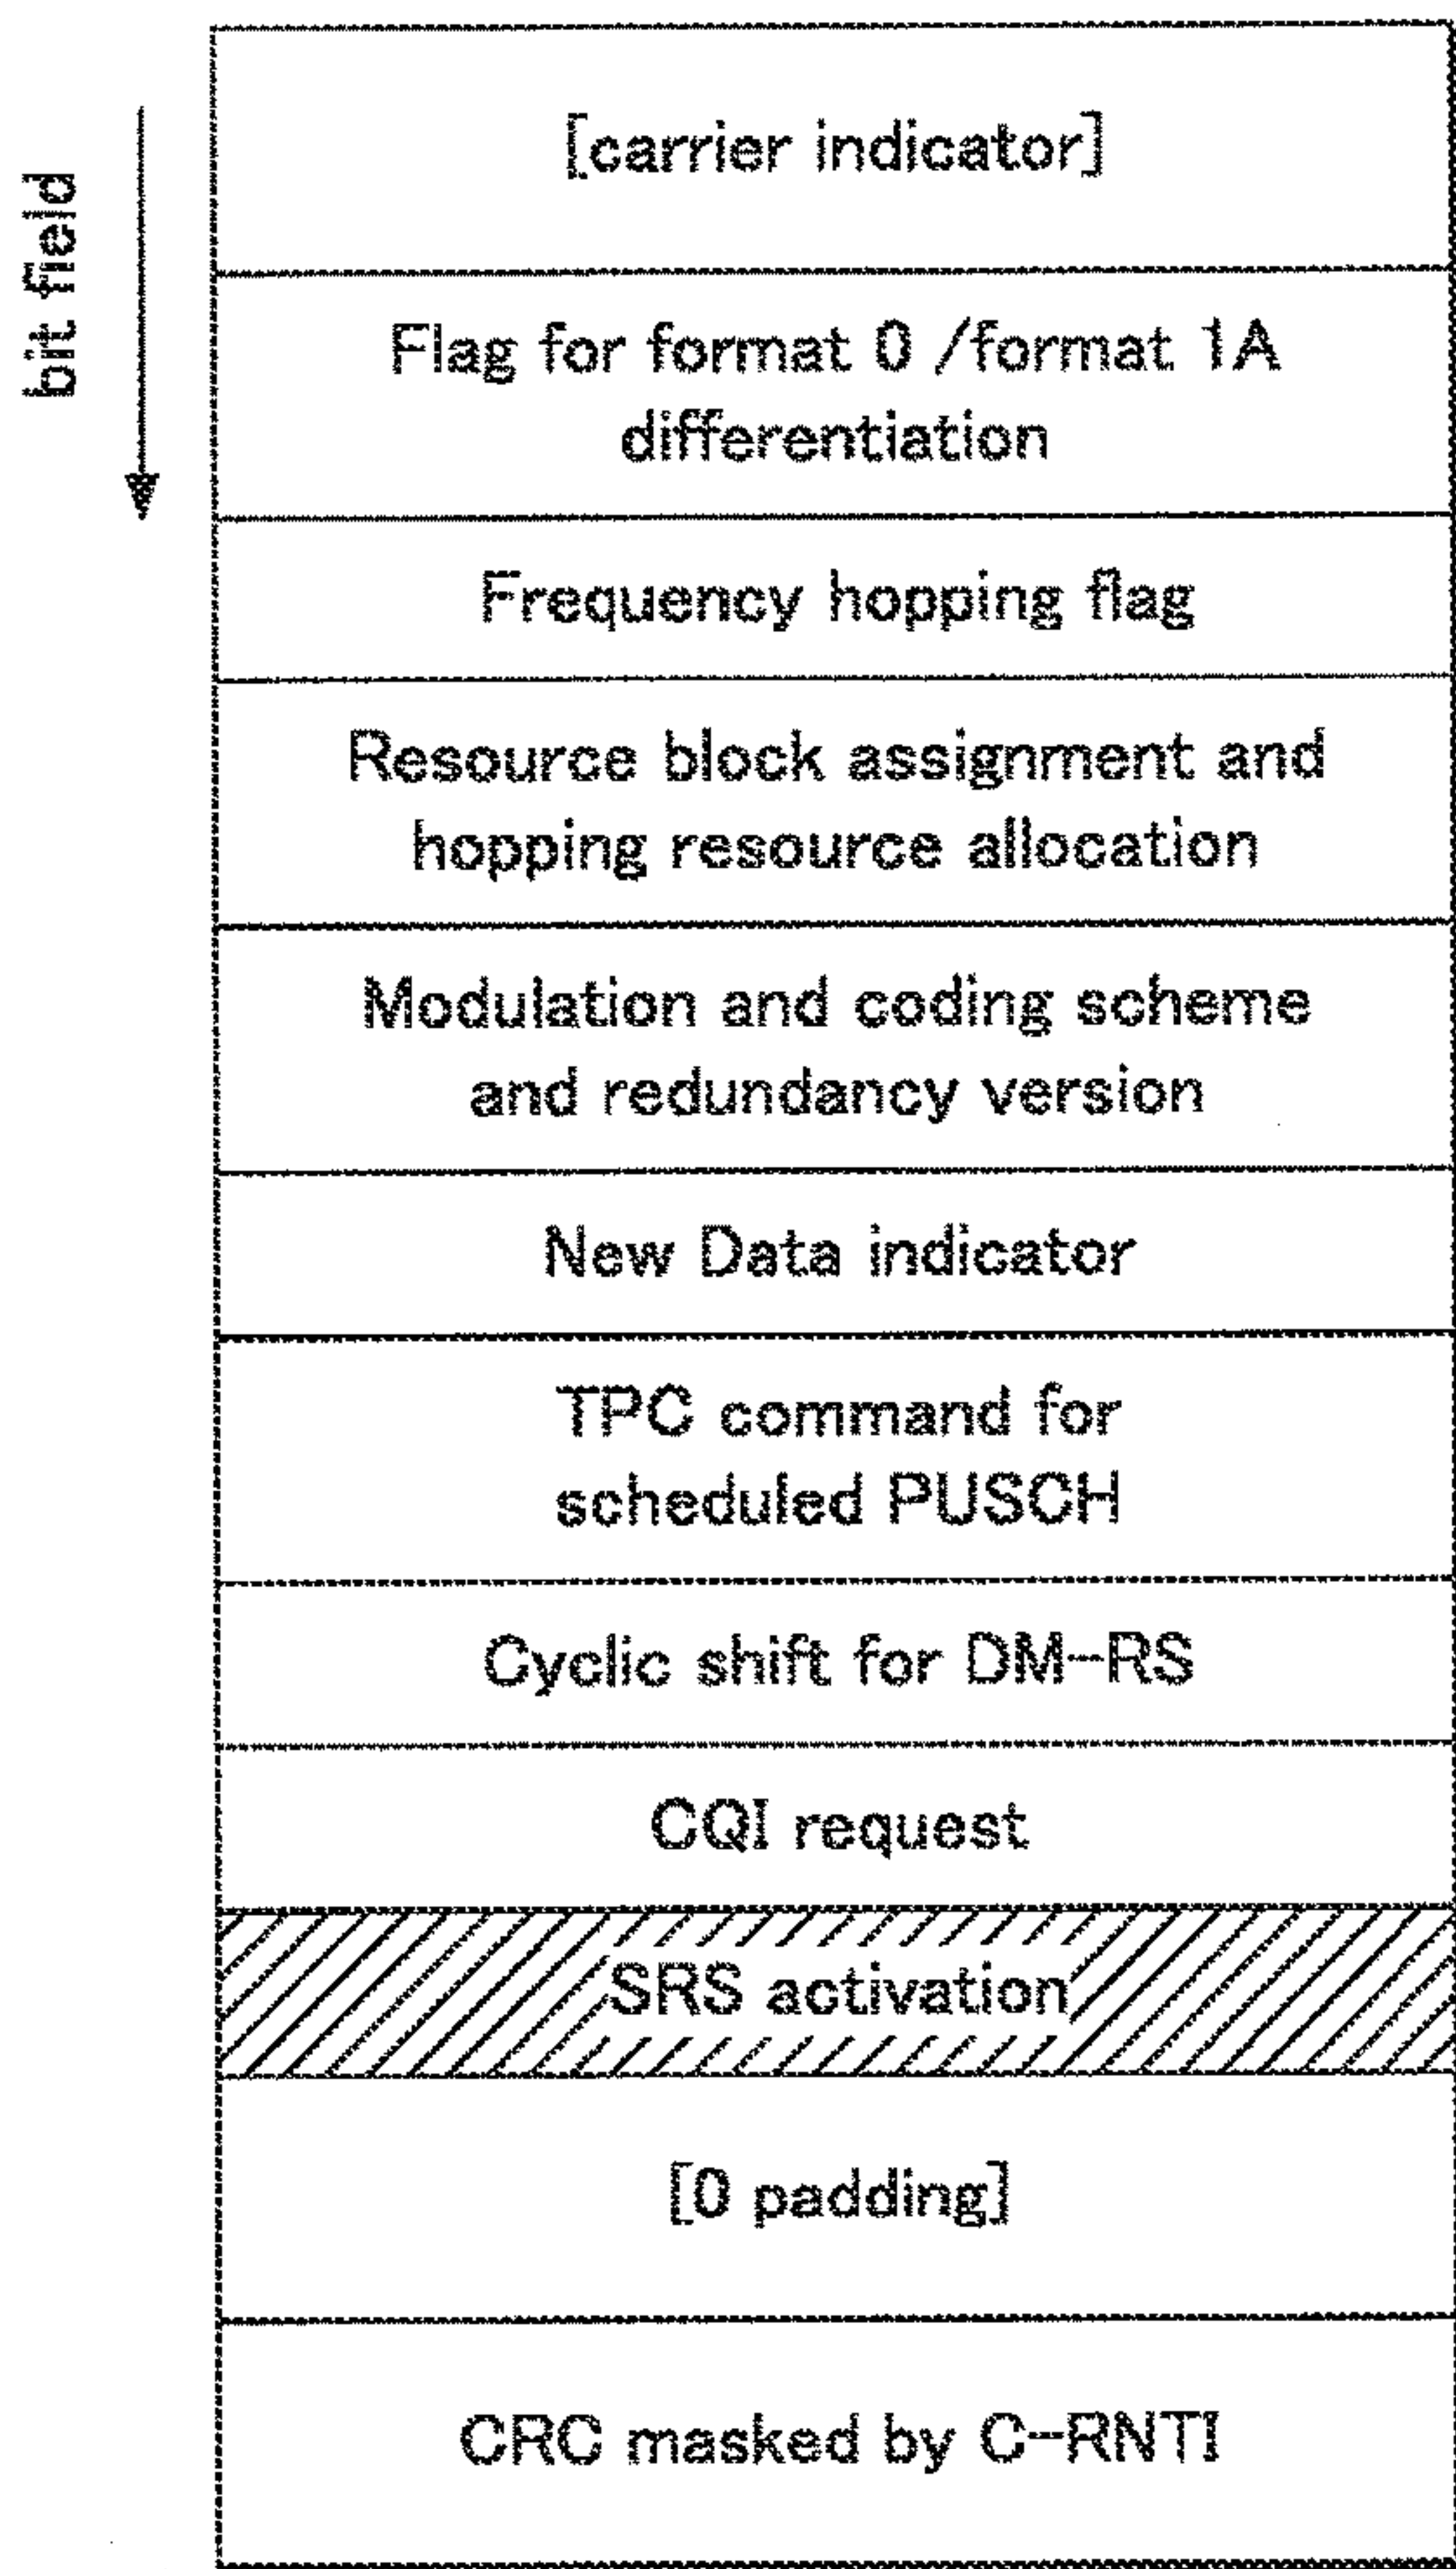 bit field
[carrier indicator]
Flag for format 0 /format 1A
differentiation
Frequency hopping flag
Resource block assignment and
hopping resource allocation
Modulation and coding scheme
and redundancy version
New Data indicator
TPC command for
scheduled PUSCH
Cyclic shift for DM-RS
CQI request
SRS activation
[0 padding]
CRC masked by C-RNTI